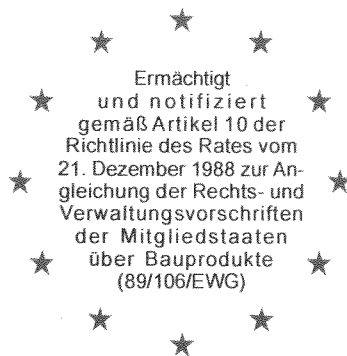 Ermächtigt
und notifiziert
gemäß Artikel 10 der
Richtlinie des Rates vom
21. Dezember 1988 zur An-
gleichung der Rechts- und
Verwaltungsvorschriften
der Mitgliedstaaten
über Bauprodukte
(89/106/EWG)